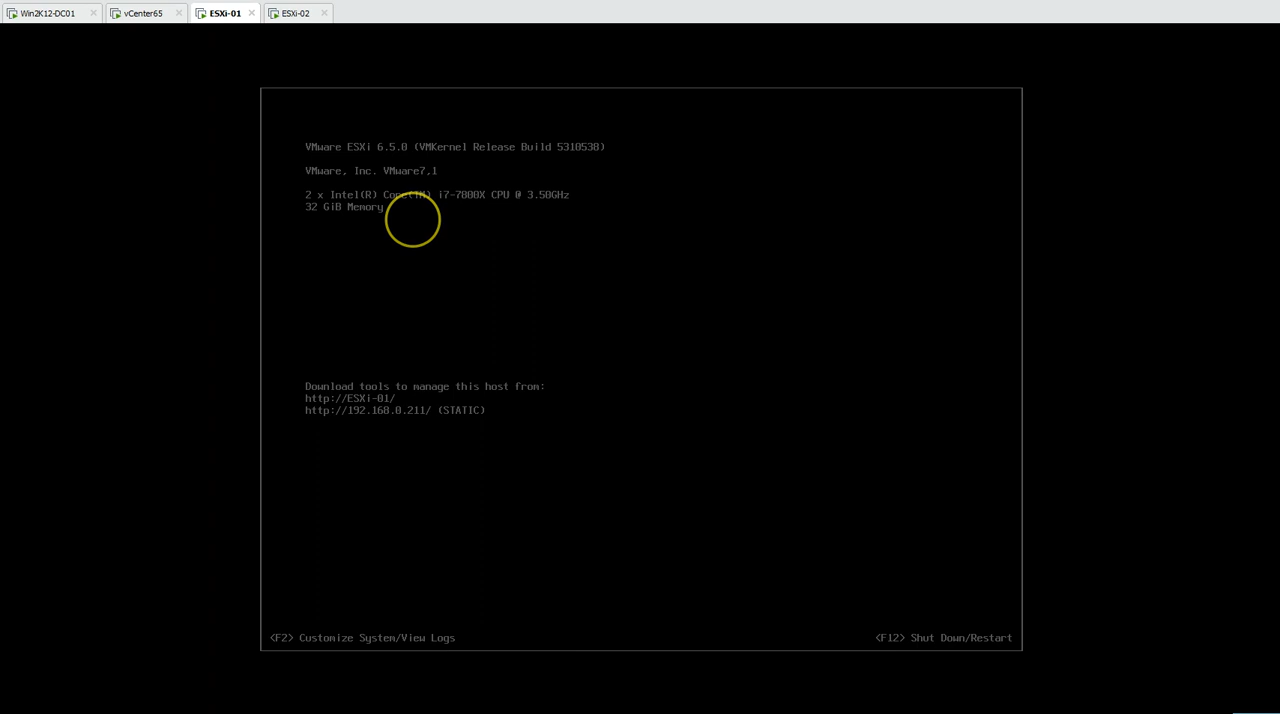 Win2K12-DC01 vCenter65 ESXi-01 ESXi-02
VMware ESXi 6.5.0 (VMKernel Release Build 5310538)
VMware, Inc. VMware7,1
2 x Intel(R) Core(TM) i7-7800X CPU @ 3.50GHz
32 GiB Memory
Download tools to manage this host from:
http://ESXi-01/
http://192.168.0.211/ (STATIC)
<F2> Customize System/View Logs <F12> Shut Down/Restart